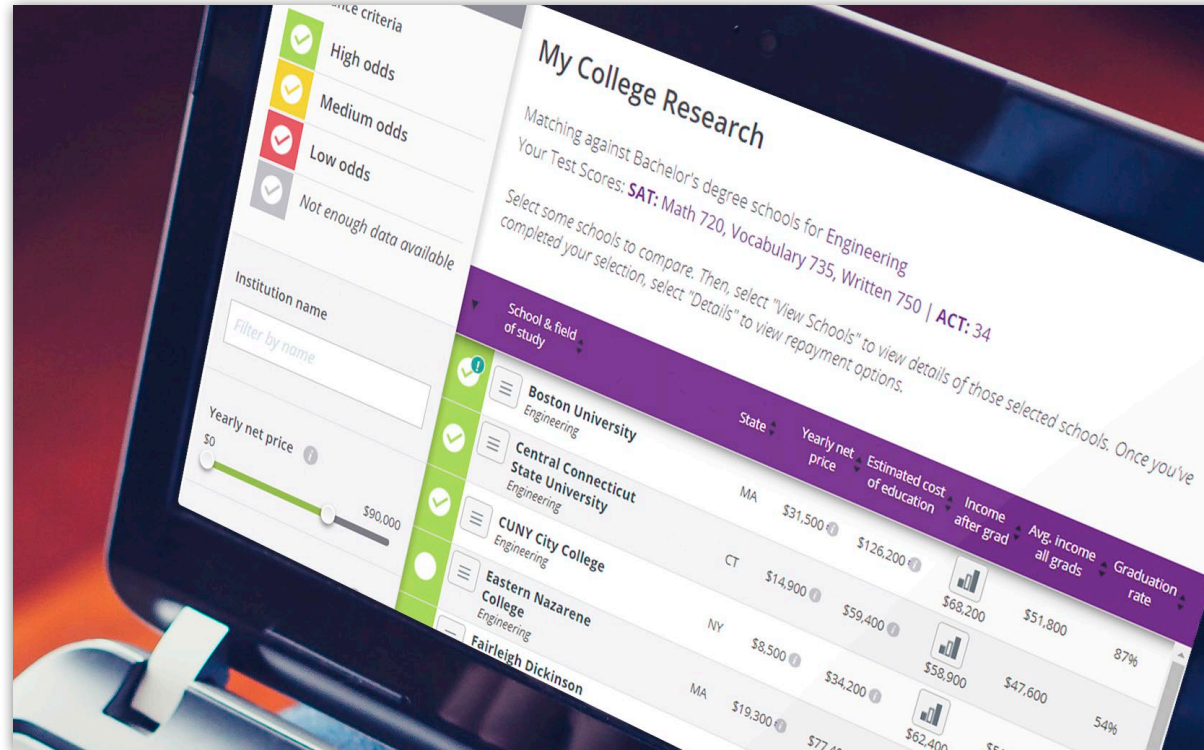 High odds
Medium odds
Low odds
Not enough data available
Institution name
Filter by name
Yearly net price
$0
$90,000
My College Research
Matching against Bachelor's degree schools for Engineering
Your Test Scores: SAT: Math 720, Vocabulary 735, Written 750 | ACT: 34
Select some schools to compare. Then, select "View Schools" to view details of those selected schools. Once you've
completed your selection, select "Details" to view repayment options.
School & field
of study
State
Yearly net
price
Estimated cost
of education
Income
after grad
Avg. income
all grads
Graduation
rate
Boston University
Engineering
MA $31,500 $126,200 $68,200 $51,800 87%
Central Connecticut
State University
Engineering
CT $14,900 $59,400 $58,900 $47,600 54%
CUNY City College
Engineering
NY $8,500 $34,200 $62,400
Eastern Nazarene
College
Engineering
MA $19,300
Fairleigh Dickinson